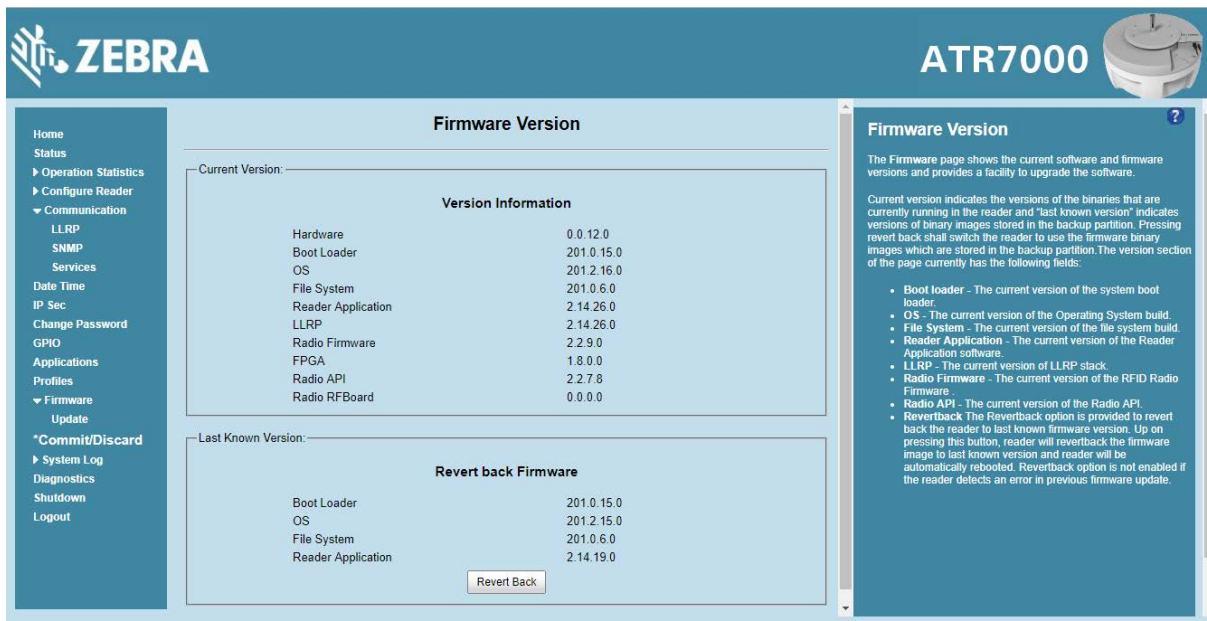 ZEBRA
ATR7000
Home
Status
Operation Statistics
Configure Reader
Communication
LLRP
SNMP
Services
Date Time
IP Sec
Change Password
GPIO
Applications
Profiles
Firmware
Update
*Commit/Discard
System Log
Diagnostics
Shutdown
Logout
Firmware Version
Current Version:
Version Information
Hardware 0.0.12.0
Boot Loader 201.0.15.0
OS 201.2.16.0
File System 201.0.6.0
Reader Application 2.14.26.0
LLRP 2.14.26.0
Radio Firmware 2.2.9.0
FPGA 1.8.0.0
Radio API 2.2.7.8
Radio RFBoard 0.0.0.0
Last Known Version:
Revert back Firmware
Boot Loader 201.0.15.0
OS 201.2.15.0
File System 201.0.6.0
Reader Application 2.14.19.0
Revert Back
?
Firmware Version
The Firmware page shows the current software and firmware
versions and provides a facility to upgrade the software.
Current version indicates the versions of the binaries that are
currently running in the reader and "last known version" indicates
versions of binary images stored in the backup partition. Pressing
revert back shall switch the reader to use the firmware binary
images which are stored in the backup partition.The version section
of the page currently has the following fields:
• Boot loader - The current version of the system boot
loader.
• OS - The current version of the Operating System build.
• File System - The current version of the file system build.
• Reader Application - The current version of the Reader
Application software.
• LLRP - The current version of LLRP stack.
• Radio Firmware - The current version of the RFID Radio
Firmware .
• Radio API - The current version of the Radio API.
• Revertback The Revertback option is provided to revert
back the reader to last known firmware version. Up on
pressing this button, reader will revertback the firmware
image to last known version and reader will be
automatically rebooted. Revertback option is not enabled if
the reader detects an error in previous firmware update.